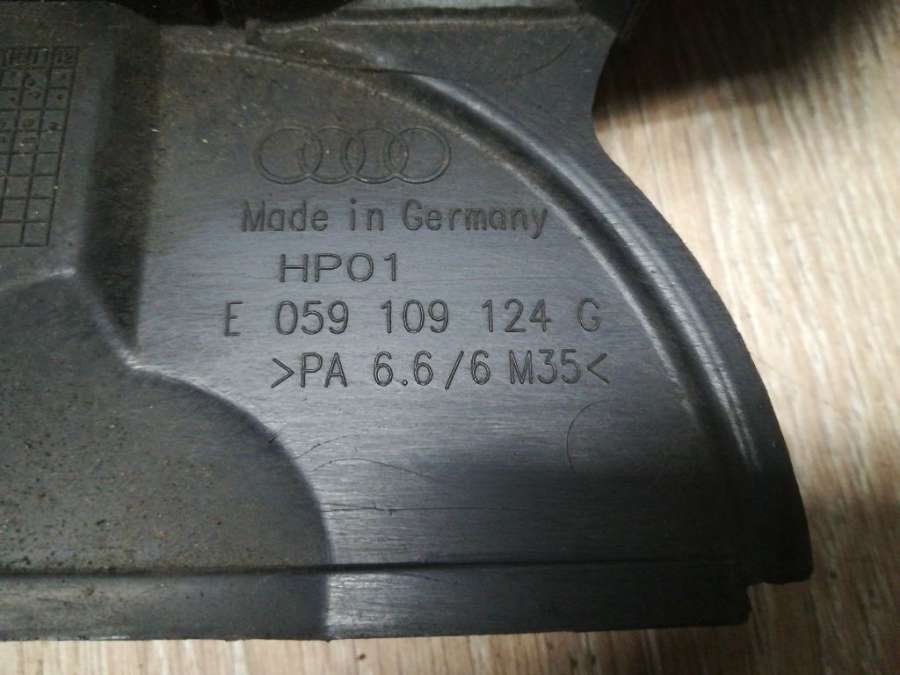 Made in Germany
HP01
E 059 109 124 G
>PA 6.6/6 M35<